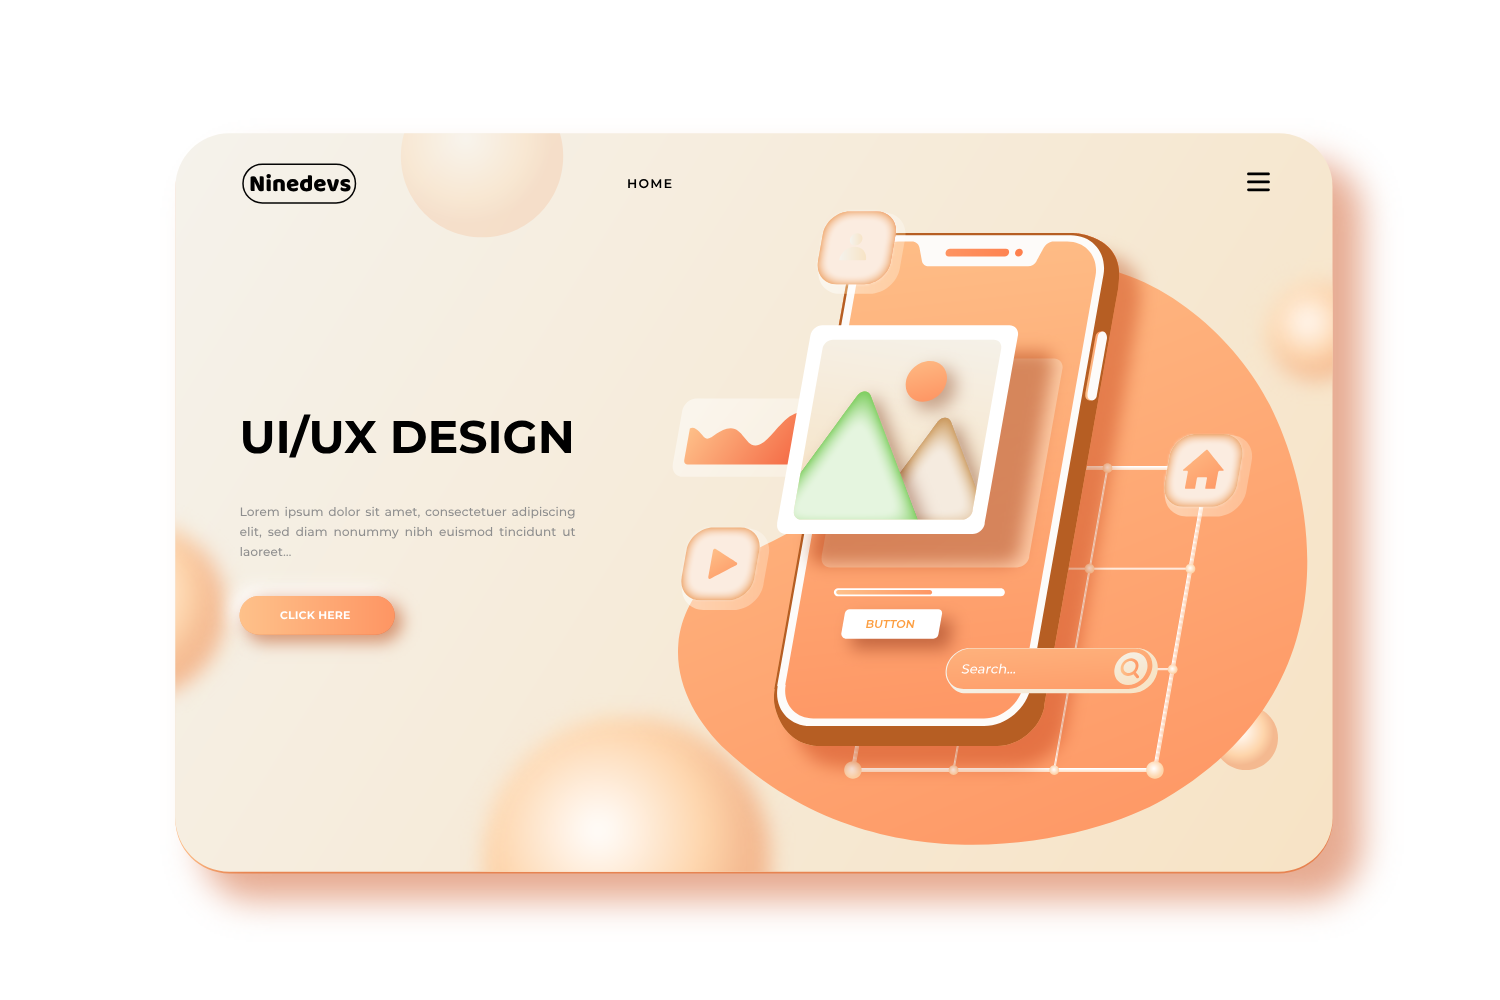 Ninedevs
HOME
UI/UX DESIGN
Lorem ipsum dolor sit amet, consectetuer adipiscing
elit, sed diam nonummy nibh euismod tincidunt ut
laoreet...
CLICK HERE
BUTTON
Search...